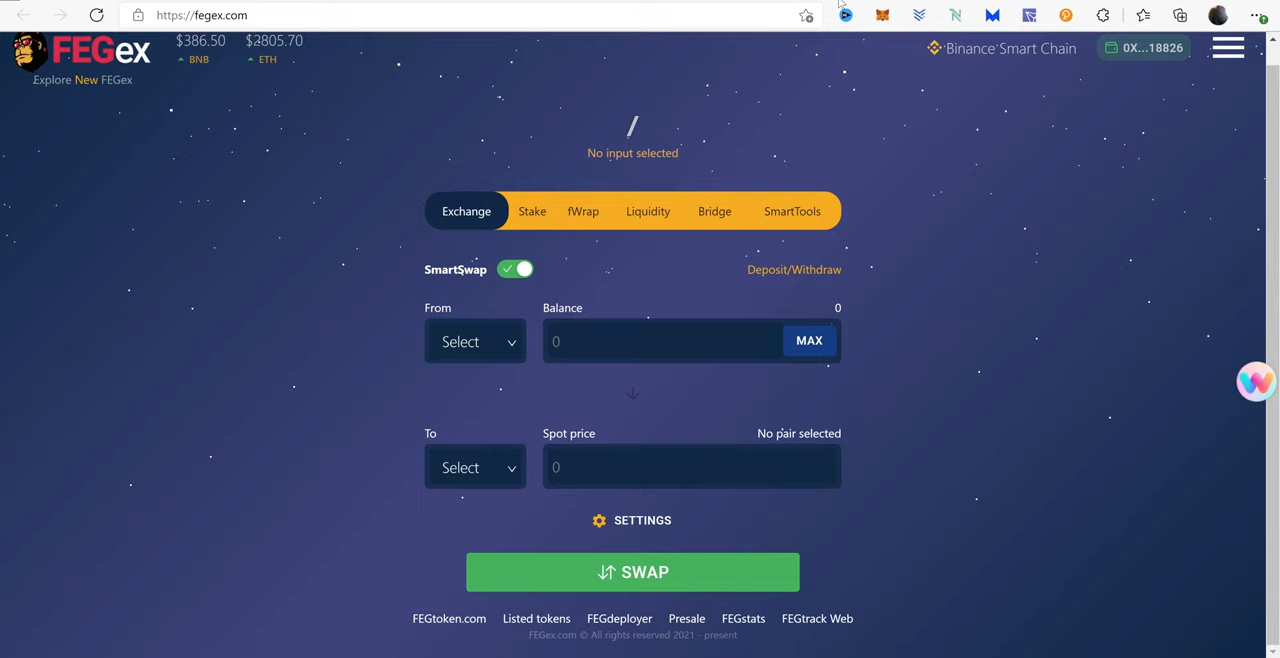 https://fegex.com
FEGex
$386.50 $2805.70
BNB ETH
Explore New FEGex
Binance Smart Chain
0X...18826
/
No input selected
Exchange Stake fWrap Liquidity Bridge SmartTools
SmartSwap Deposit/Withdraw
From Balance 0
Select 0 MAX
To Spot price No pair selected
Select 0
SETTINGS
SWAP
FEGtoken.com Listed tokens FEGdeployer Presale FEGstats FEGtrack Web
FEGex.com © All rights reserved 2021 - present